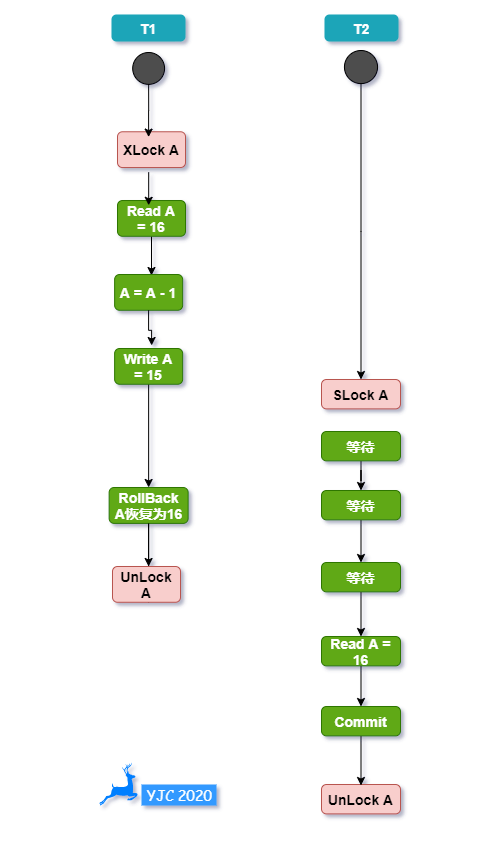 T1
XLock A
Read A
= 16
A = A - 1
Write A
= 15
RollBack
A恢复为16
UnLock
A
T2
SLock A
等待
等待
等待
Read A =
16
Commit
UnLock A
YJC 2020